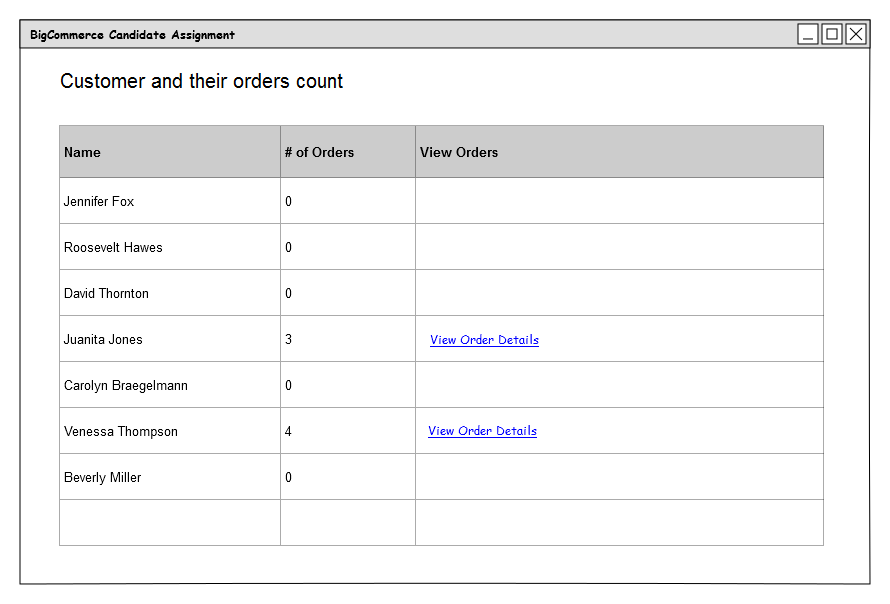 BigCommerce Candidate Assignment
Customer and their orders count
Name # of Orders View Orders
Jennifer Fox 0
Roosevelt Hawes 0
David Thornton 0
Juanita Jones 3 View Order Details
Carolyn Braegelmann 0
Venessa Thompson 4 View Order Details
Beverly Miller 0